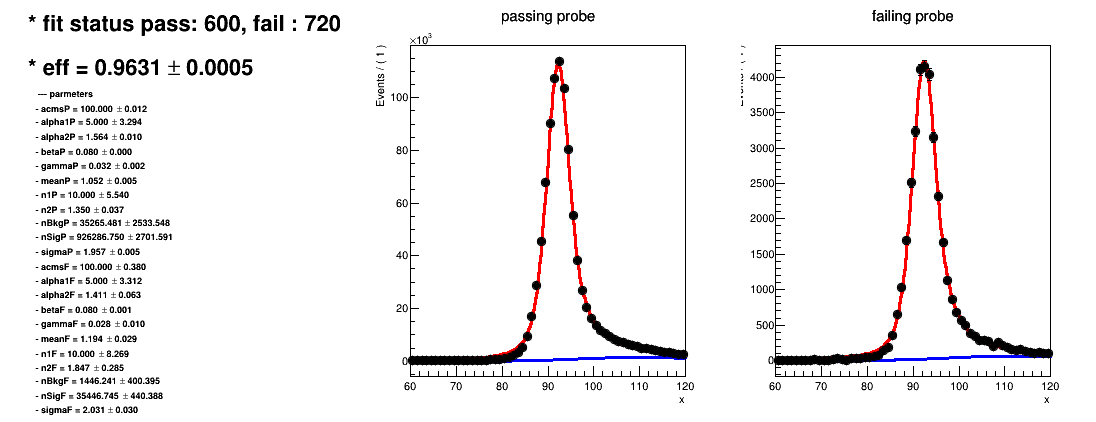 * fit status pass: 600, fail : 720
* eff = 0.9631 ± 0.0005
--- parmeters
- acmsP = 100.000 ± 0.012
- alpha1P = 5.000 ± 3.294
- alpha2P = 1.564 ± 0.010
- betaP = 0.080 ± 0.000
- gammaP = 0.032 ± 0.002
- meanP = 1.052 ± 0.005
- n1P = 10.000 ± 5.540
- n2P = 1.350 ± 0.037
- nBkgP = 35265.481 ± 2533.548
- nSigP = 926286.750 ± 2701.591
- sigmaP = 1.957 ± 0.005
- acmsF = 100.000 ± 0.380
- alpha1F = 5.000 ± 3.312
- alpha2F = 1.411 ± 0.063
- betaF = 0.080 ± 0.001
- gammaF = 0.028 ± 0.010
- meanF = 1.194 ± 0.029
- n1F = 10.000 ± 8.269
- n2F = 1.847 ± 0.285
- nBkgF = 1446.241 ± 400.395
- nSigF = 35446.745 ± 440.388
- sigmaF = 2.031 ± 0.030
passing probe
×10³
Events / ( 1 )
100
80
60
40
20
0
60 70 80 90 100 110 120
x
failing probe
4000
3500
3000
2500
2000
1500
1000
500
0
60 70 80 90 100 110 120
x